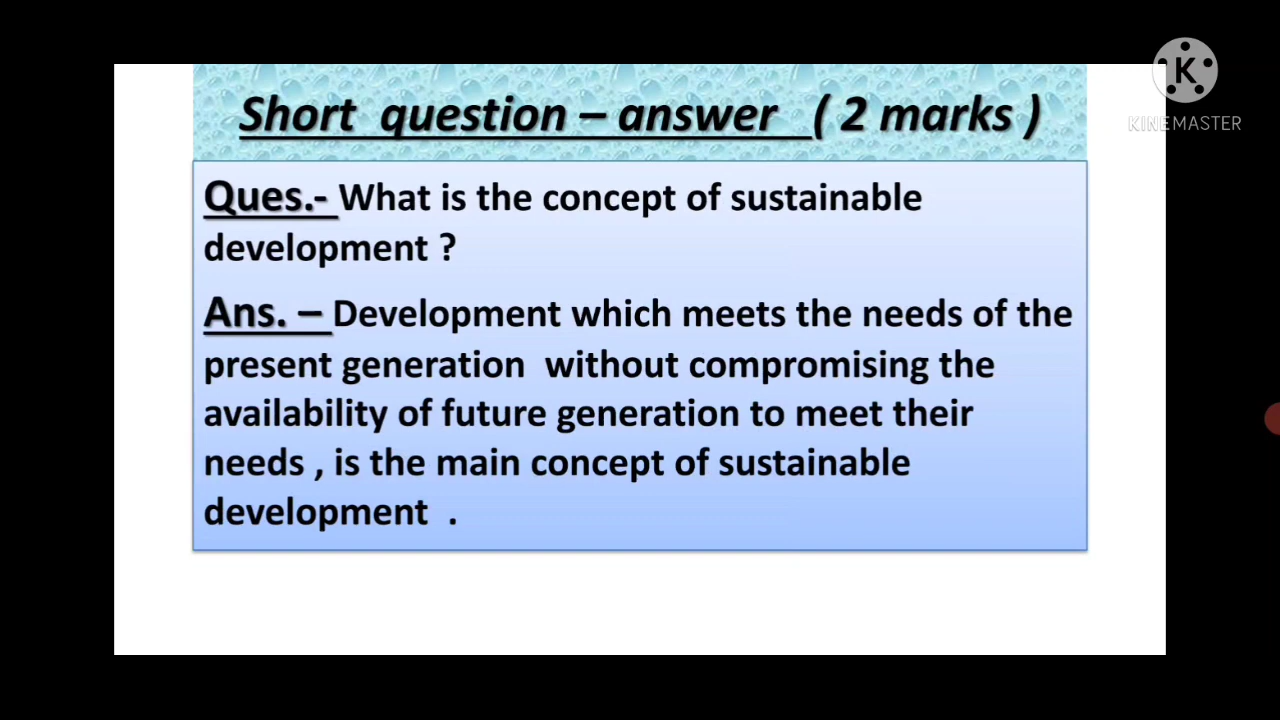 Short question – answer ( 2 marks )
K
KINEMASTER
Ques.- What is the concept of sustainable
development ?
Ans. – Development which meets the needs of the
present generation without compromising the
availability of future generation to meet their
needs , is the main concept of sustainable
development .